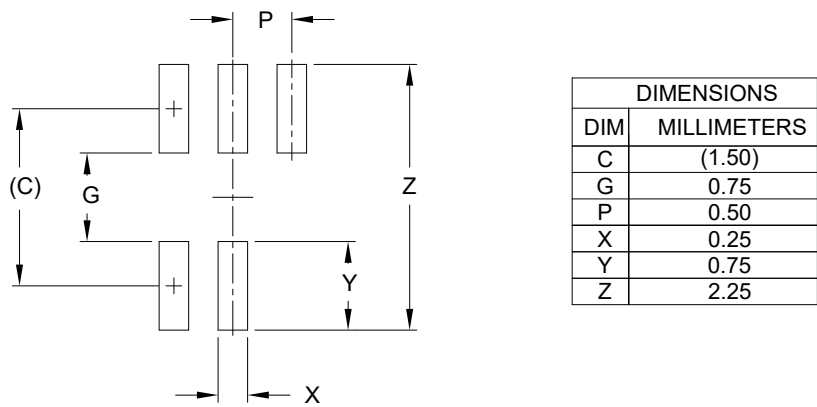 P
(C)
G
Z
Y
X
DIMENSIONS
DIM MILLIMETERS
C (1.50)
G 0.75
P 0.50
X 0.25
Y 0.75
Z 2.25